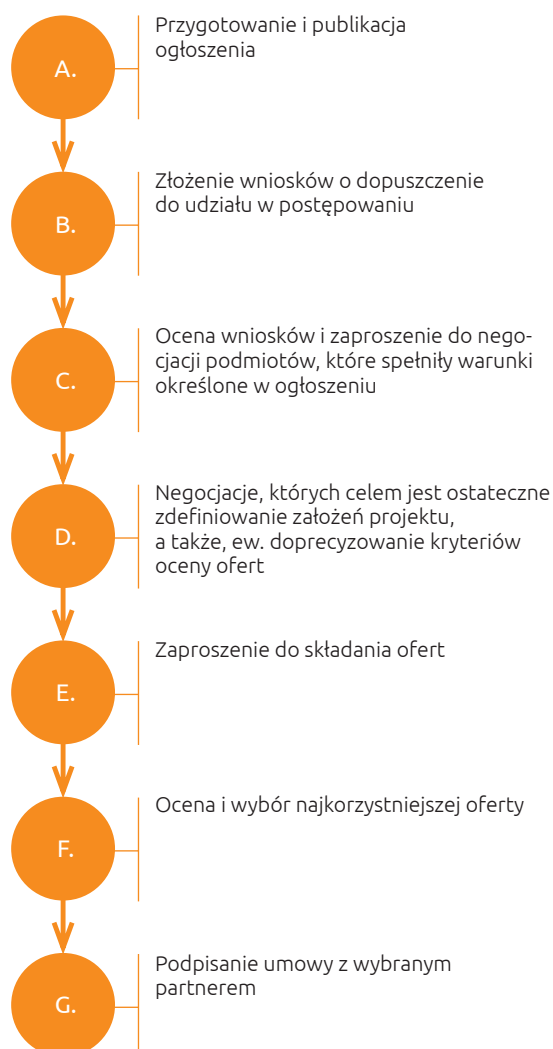 A.
Przygotowanie i publikacja
ogłoszenia
B.
Złożenie wniosków o dopuszczenie
do udziału w postępowaniu
C.
Ocena wniosków i zaproszenie do nego-
cjacji podmiotów, które spełniły warunki
określone w ogłoszeniu
D.
Negocjacje, których celem jest ostateczne
zdefiniowanie założeń projektu,
a także, ew. doprecyzowanie kryteriów
oceny ofert
E.
Zaproszenie do składania ofert
F.
Ocena i wybór najkorzystniejszej oferty
G.
Podpisanie umowy z wybranym
partnerem